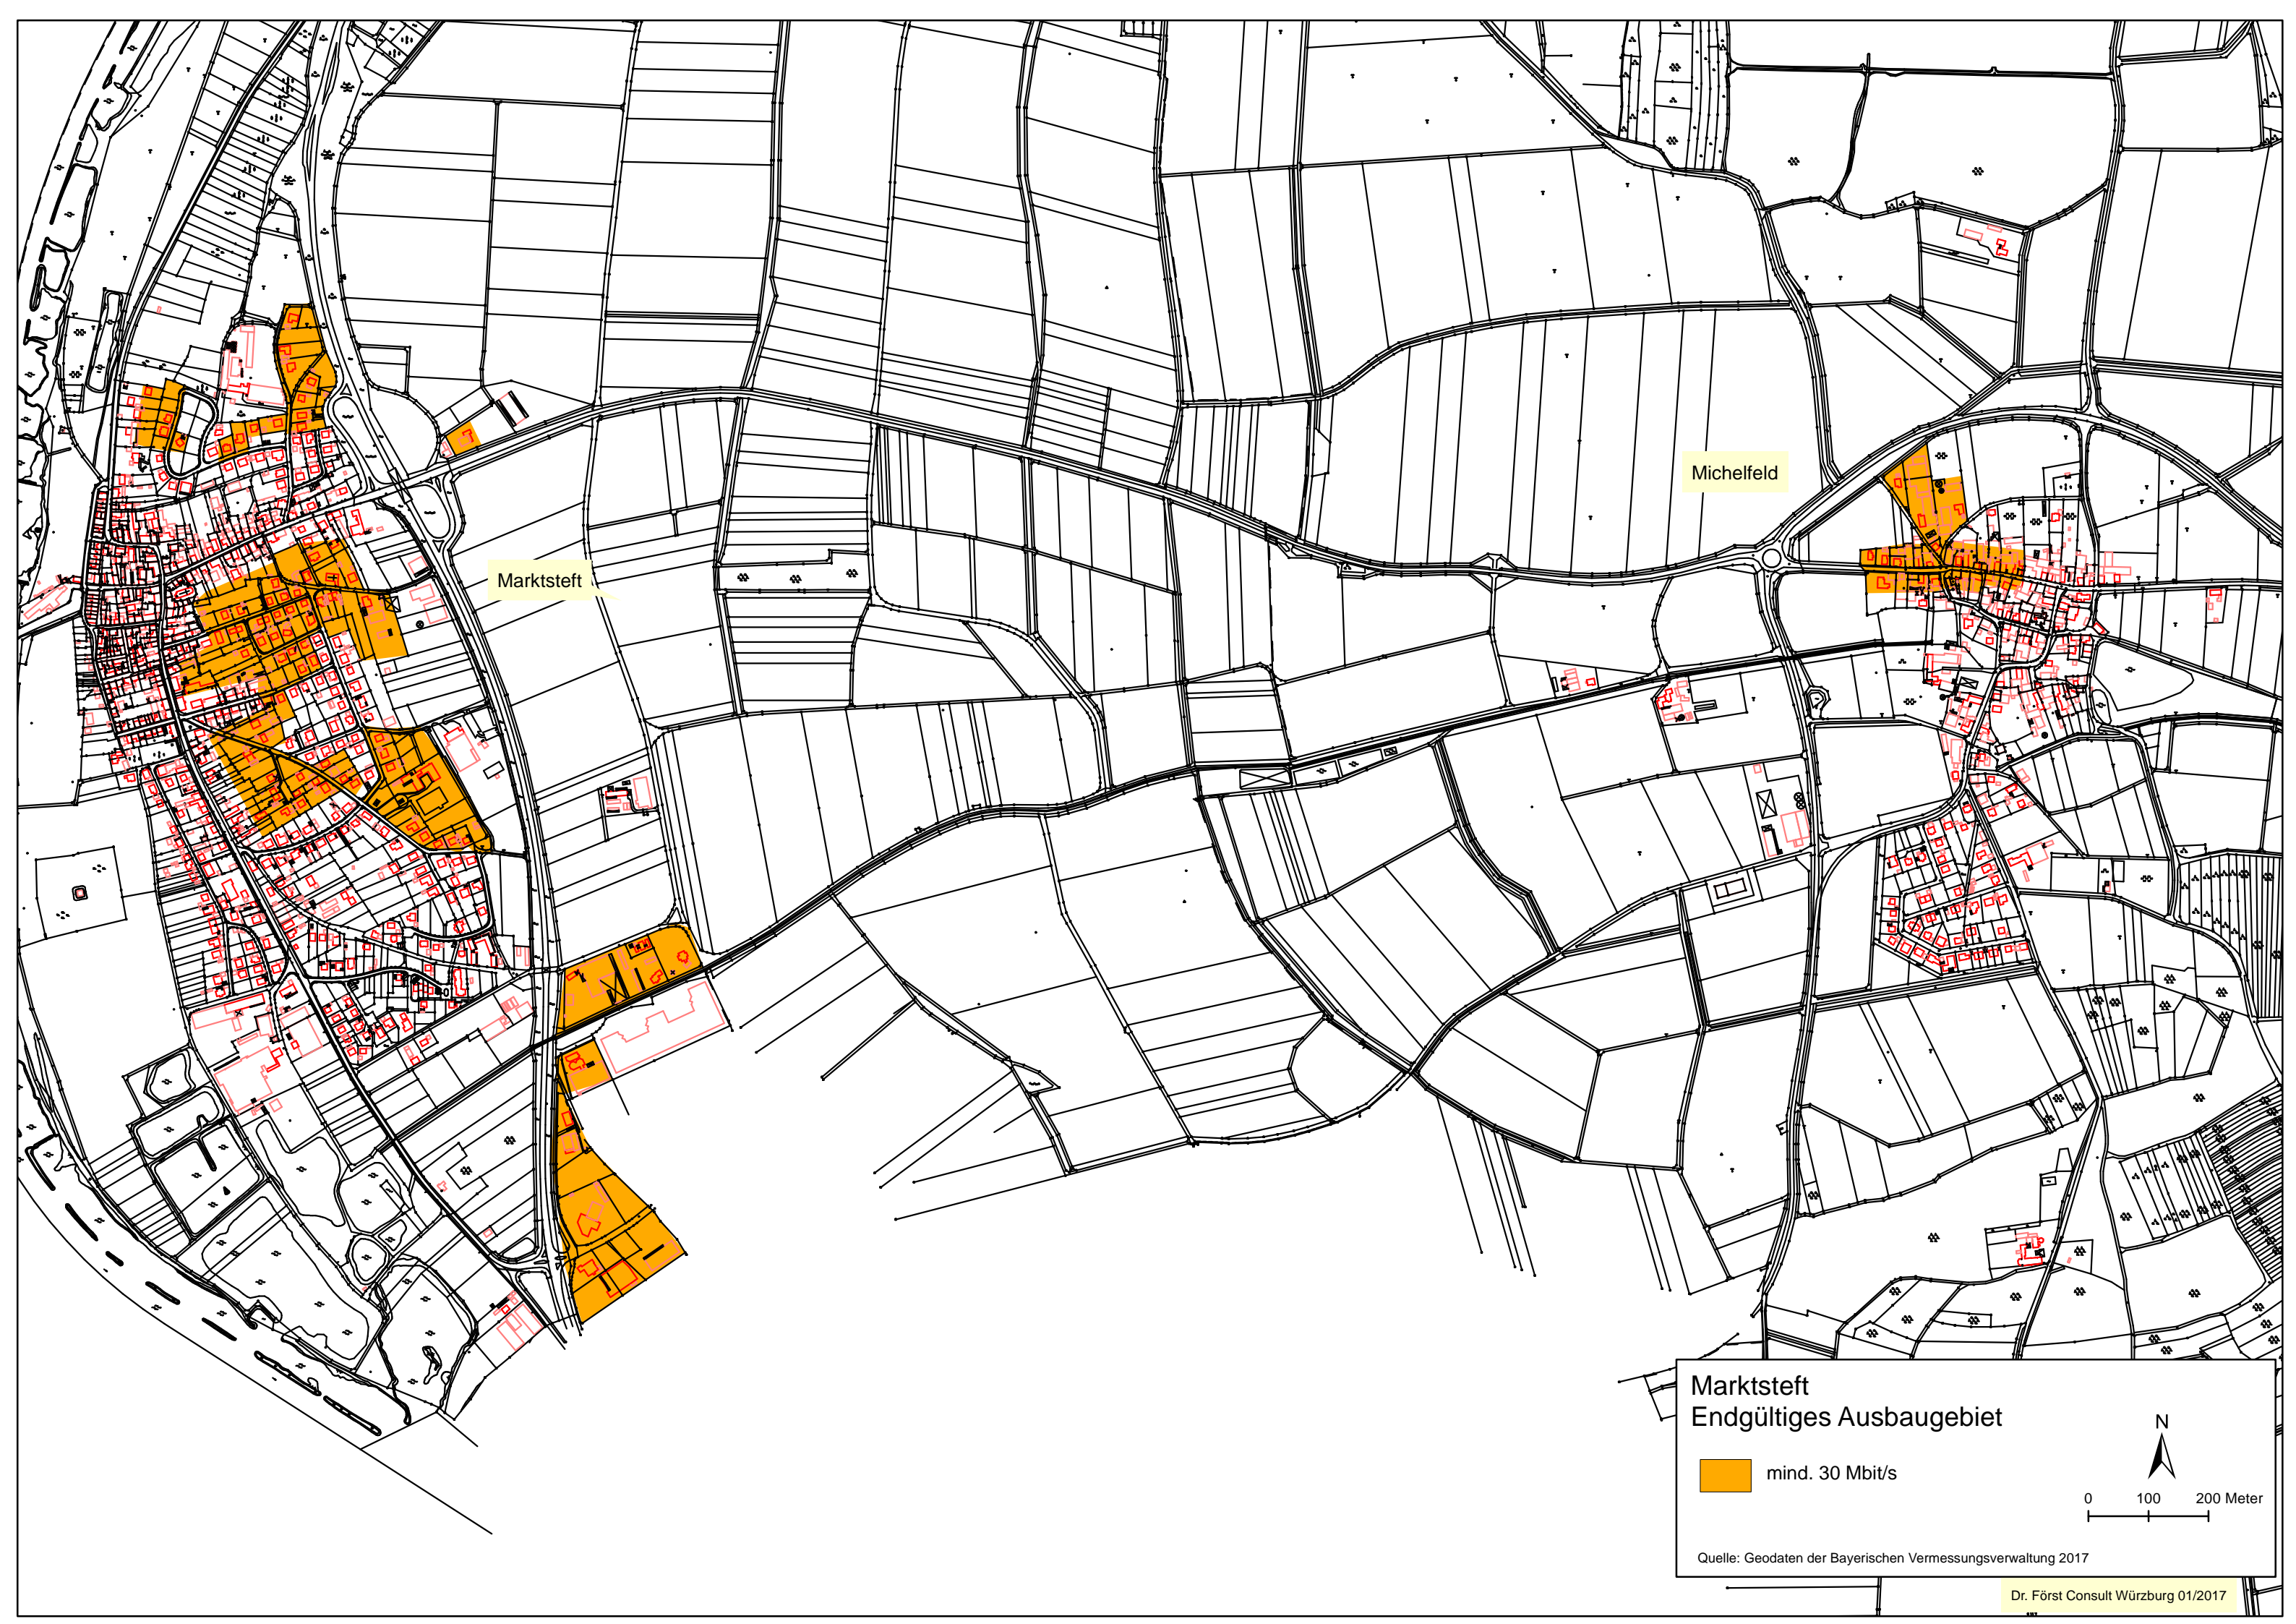 Michelfeld
Marktsteft
Marktsteft
Endgültiges Ausbaugebiet
N
mind. 30 Mbit/s
0 100 200 Meter
Quelle: Geodaten der Bayerischen Vermessungsverwaltung 2017
Dr. Först Consult Würzburg 01/2017